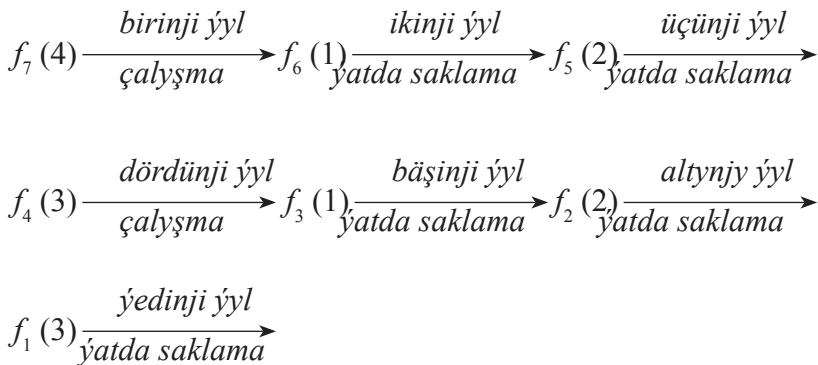 birinji ýyl ikinji ýyl üçünji ýyl
f₇ (4) f₆ (1) f₅ (2)
çalyşma ýatda saklama ýatda saklama
dördünji ýyl bäşinji ýyl altynjy ýyl
f₄ (3) f₃ (1) f₂ (2)
çalyşma ýatda saklama ýatda saklama
ýedinji ýyl
f₁ (3)
ýatda saklama